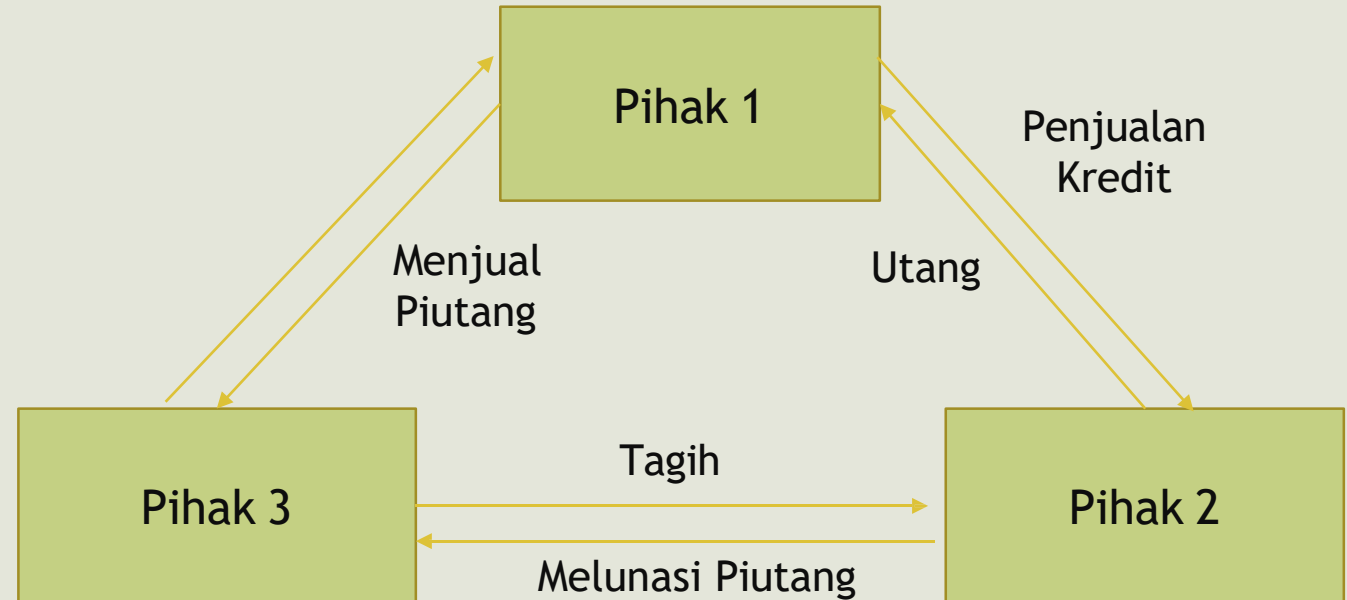 Pihak 1
Penjualan
Kredit
Menjual
Piutang
Utang
Tagih
Pihak 3
Pihak 2
Melunasi Piutang